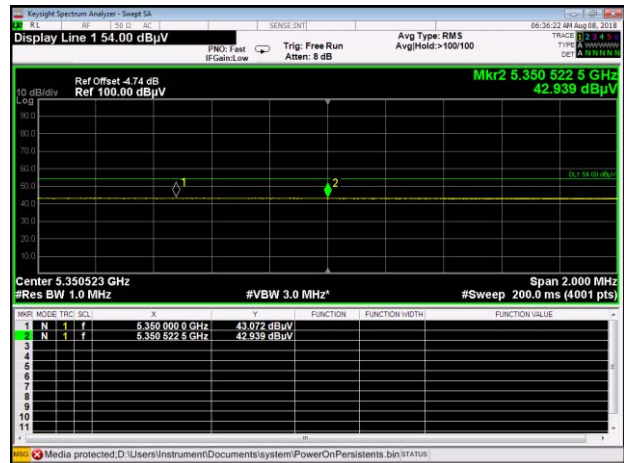 Keysight Spectrum Analyzer - Swept SA
RL RF 50 Ω AC SENSE:INT 06:36:22 AM Aug 08, 2018
Display Line 1 54.00 dBµV
PNO: Fast Trig: Free Run Avg Type: RMS TRACE 1 2 3 4 5 6
IFGain:Low Atten: 8 dB Avg|Hold:>100/100 TYPE A WWWWW
DET A N N N N N
Mkr2 5.350 522 5 GHz
42.939 dBµV
Ref Offset -4.74 dB
10 dB/div Ref 100.00 dBµV
Log
90.0
80.0
70.0
60.0
DL1 54.00 dBµV
50.0
1 2
40.0
30.0
20.0
10.0
Center 5.350523 GHz Span 2.000 MHz
#Res BW 1.0 MHz #VBW 3.0 MHz* #Sweep 200.0 ms (4001 pts)
MKR MODE TRC SCL X Y FUNCTION FUNCTION WIDTH FUNCTION VALUE
1 N 1 f 5.350 000 0 GHz 43.072 dBµV
2 N 1 f 5.350 522 5 GHz 42.939 dBµV
3
4
5
6
7
8
9
10
11
MSG Media protected;D:\Users\Instrument\Documents\system\PowerOnPersistents.bin STATUS